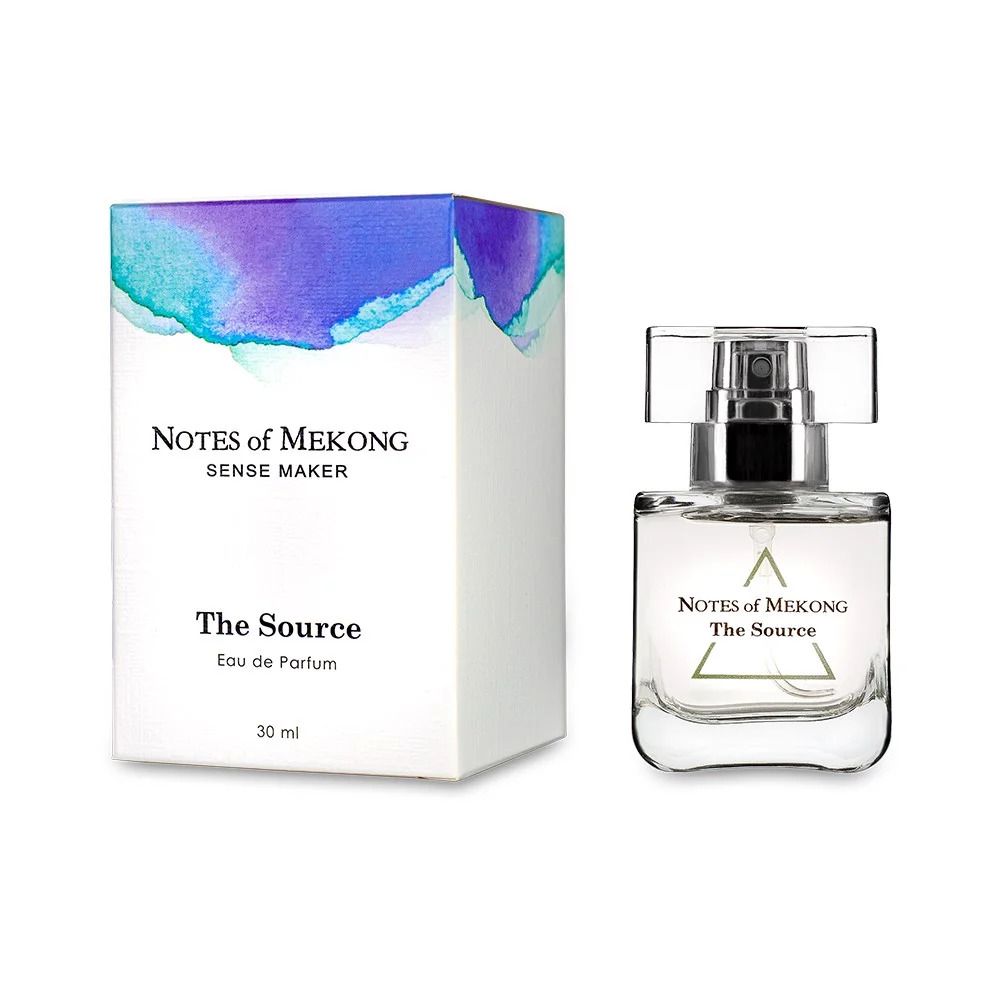 NOTES of MEKONG
SENSE MAKER
The Source
Eau de Parfum
30 ml
NOTES of MEKONG
The Source